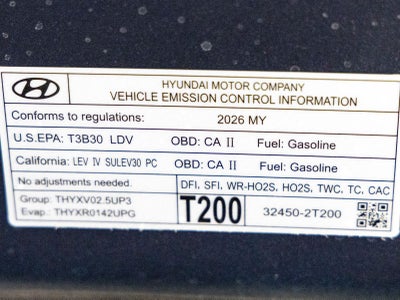 HYUNDAI MOTOR COMPANY
VEHICLE EMISSION CONTROL INFORMATION
Conforms to regulations: 2026 MY
U.S.EPA: T3B30 LDV OBD: CA II Fuel: Gasoline
California: LEV IV SULEV30 PC OBD: CA II Fuel: Gasoline
No adjustments needed. DFI, SFI, WR-HO2S, HO2S, TWC, TC, CAC
Group: THYXV02.5UP3
Evap.: THYXR0142UPG
T200 32450-2T200